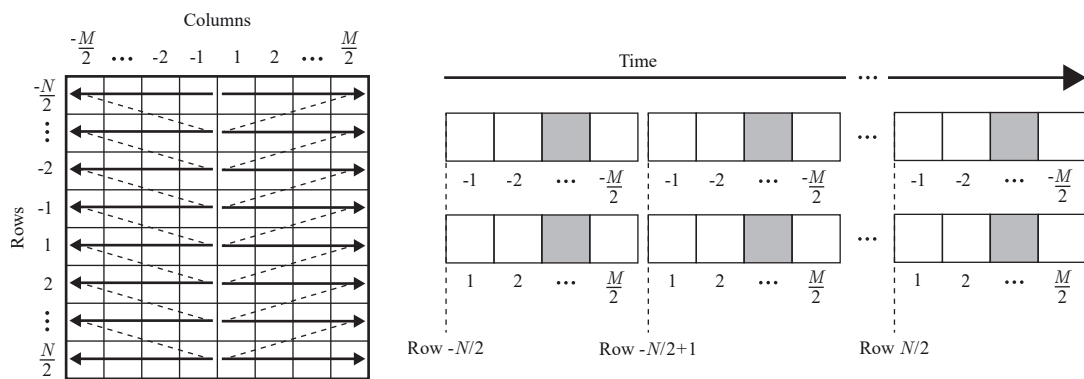 Columns
-M/2 ... -2 -1 1 2 ... M/2
Rows
-N/2
⋮
-2
-1
1
2
⋮
N/2
Time
...
...
-1 -2 ... -M/2 -1 -2 ... -M/2 -1 -2 ... -M/2
...
1 2 ... M/2 1 2 ... M/2 1 2 ... M/2
Row -N/2 Row -N/2+1 Row N/2